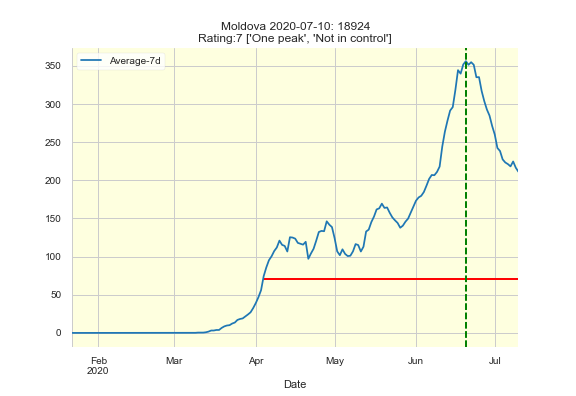 Moldova 2020-07-10: 18924
Rating:7 ['One peak', 'Not in control']
Average-7d
350
300
250
200
150
100
50
0
Feb
2020
Mar
Apr
May
Jun
Jul
Date